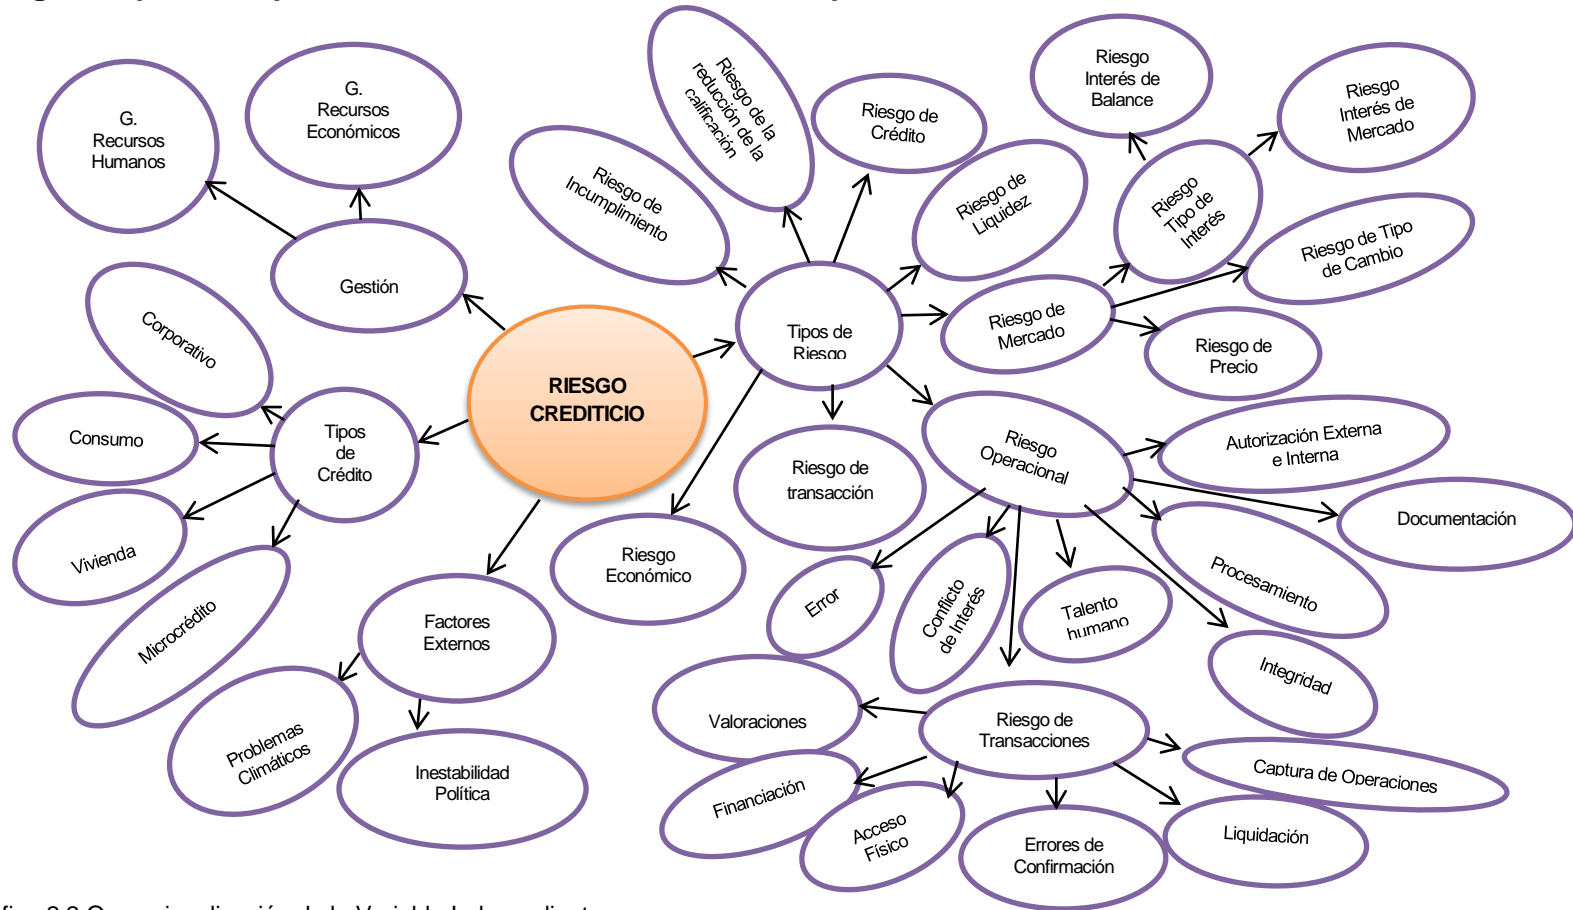 G.
Recursos
Humanos
G.
Recursos
Económicos
Gestión
Riesgo de
Incumplimiento
Riesgo de la
reducción de la
calificación
Riesgo de
Crédito
Riesgo de
Liquidez
Riesgo
Interés de
Balance
Riesgo
Interés de
Mercado
Riesgo
Tipo de
Interés
Riesgo de Tipo
de Cambio
Riesgo de
Mercado
Riesgo de
Precio
Tipos de
Riesgo
RIESGO
CREDITICIO
Corporativo
Consumo
Tipos
de
Crédito
Vivienda
Microcrédito
Riesgo de
transacción
Riesgo
Operacional
Autorización Externa
e Interna
Documentación
Procesamiento
Integridad
Riesgo
Económico
Error
Conflicto
de Interés
Talento
humano
Factores
Externos
Problemas
Climáticos
Inestabilidad
Política
Valoraciones
Riesgo de
Transacciones
Captura de Operaciones
Financiación
Acceso
Físico
Errores de
Confirmación
Liquidación